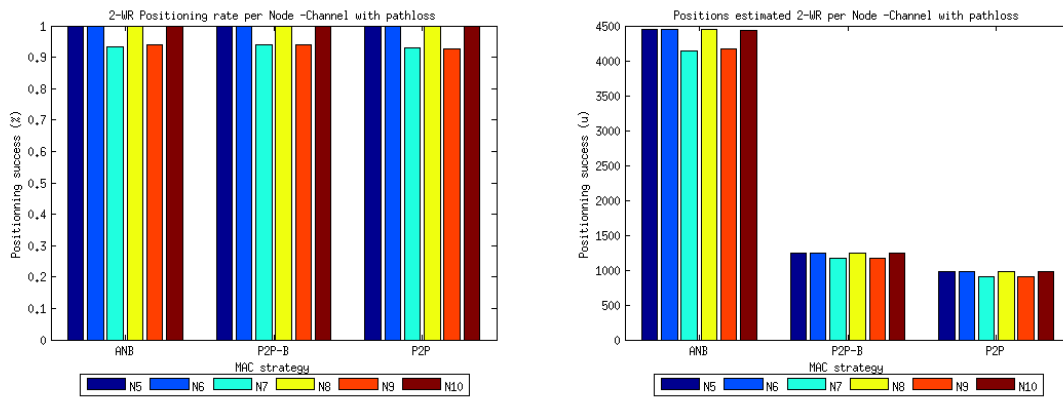 2-WR Positioning rate per Node -Channel with pathloss
1
0.9
0.8
0.7
0.6
0.5
0.4
0.3
0.2
0.1
0
Positionning success (%)
ANB P2P-B P2P
MAC strategy
N5 N6 N7 N8 N9 N10
Positions estimated 2-WR per Node -Channel with pathloss
4500
4000
3500
3000
2500
2000
1500
1000
500
0
Positionning success (u)
ANB P2P-B P2P
MAC strategy
N5 N6 N7 N8 N9 N10